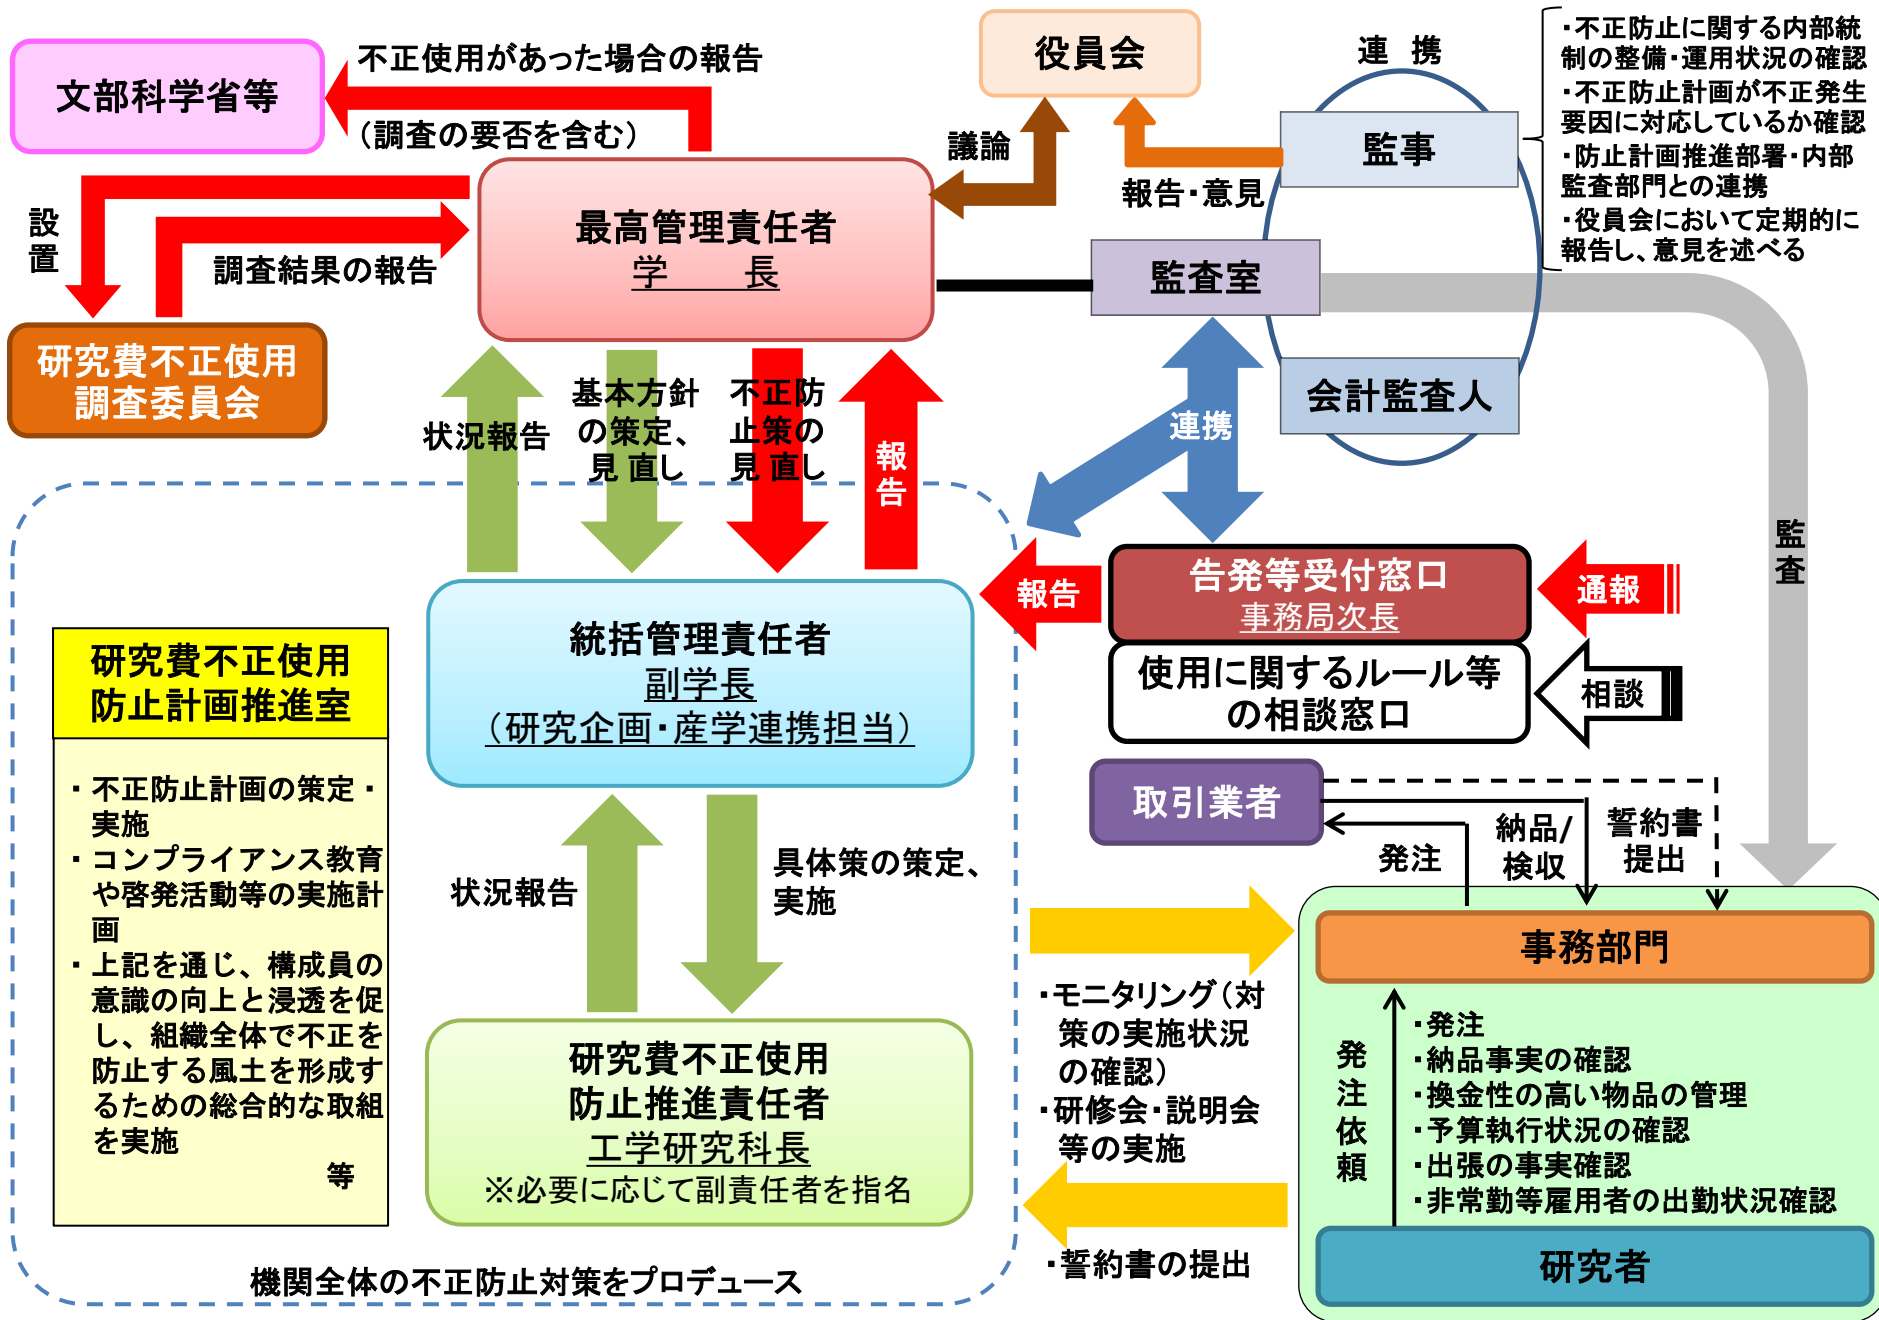 文部科学省等
不正使用があった場合の報告
（調査の要否を含む）
役員会
議論
報告・意見
連　携
監事
・不正防止に関する内部統
制の整備・運用状況の確認
・不正防止計画が不正発生
要因に対応しているか確認
・防止計画推進部署・内部
監査部門との連携
・役員会において定期的に
報告し、意見を述べる
設
置
調査結果の報告
最高管理責任者
学　　　長
監査室
会計監査人
研究費不正使用
調査委員会
状況報告
基本方針
の策定、
見 直し
不正防
止策の
見 直し
報
告
連携
監
査
報告
告発等受付窓口
事務局次長
通報
使用に関するルール等
の相談窓口
相談
統括管理責任者
副学長
（研究企画・産学連携担当）
研究費不正使用
防止計画推進室
・不正防止計画の策定・
実施
・コンプライアンス教育
や啓発活動等の実施計
画
・上記を通じ、構成員の
意識の向上と浸透を促
し、組織全体で不正を
防止する風土を形成す
るための総合的な取組
を実施
等
取引業者
発注
納品/
検収
誓約書
提出
状況報告
具体策の策定、
実施
研究費不正使用
防止推進責任者
工学研究科長
※必要に応じて副責任者を指名
・モニタリング（対
策の実施状況
の確認）
・研修会・説明会
等の実施
・誓約書の提出
事務部門
発
注
依
頼
・発注
・納品事実の確認
・換金性の高い物品の管理
・予算執行状況の確認
・出張の事実確認
・非常勤等雇用者の出勤状況確認
研究者
機関全体の不正防止対策をプロデュース